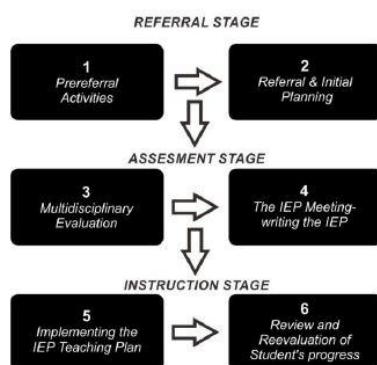 REFERRAL STAGE
1
Prereferral
Activities
2
Referral & Initial
Planning
ASSESMENT STAGE
3
Multidisciplinary
Evaluation
4
The IEP Meeting-
writing the IEP
INSTRUCTION STAGE
5
Implementing the
IEP Teaching Plan
6
Review and
Reevaluation of
Student's progress